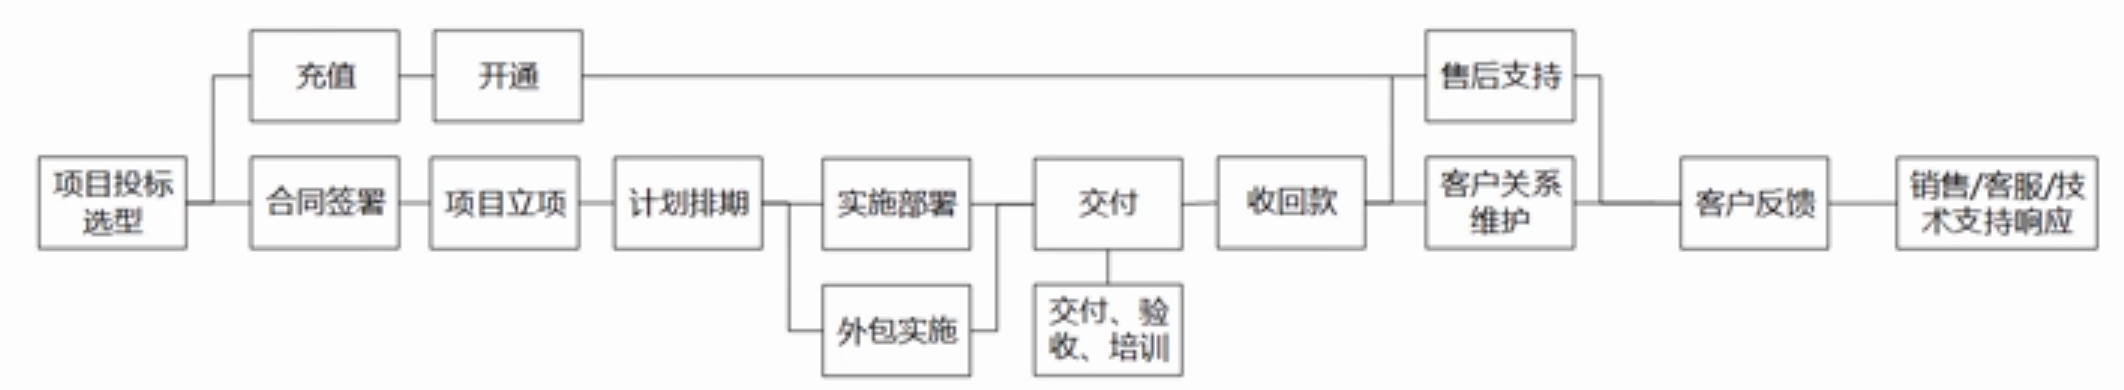 充值
开通
售后支持
项目投标
选型
合同签署
项目立项
计划排期
实施部署
交付
收回款
客户关系
维护
客户反馈
销售/客服/技
术支持响应
外包实施
交付、验
收、培训